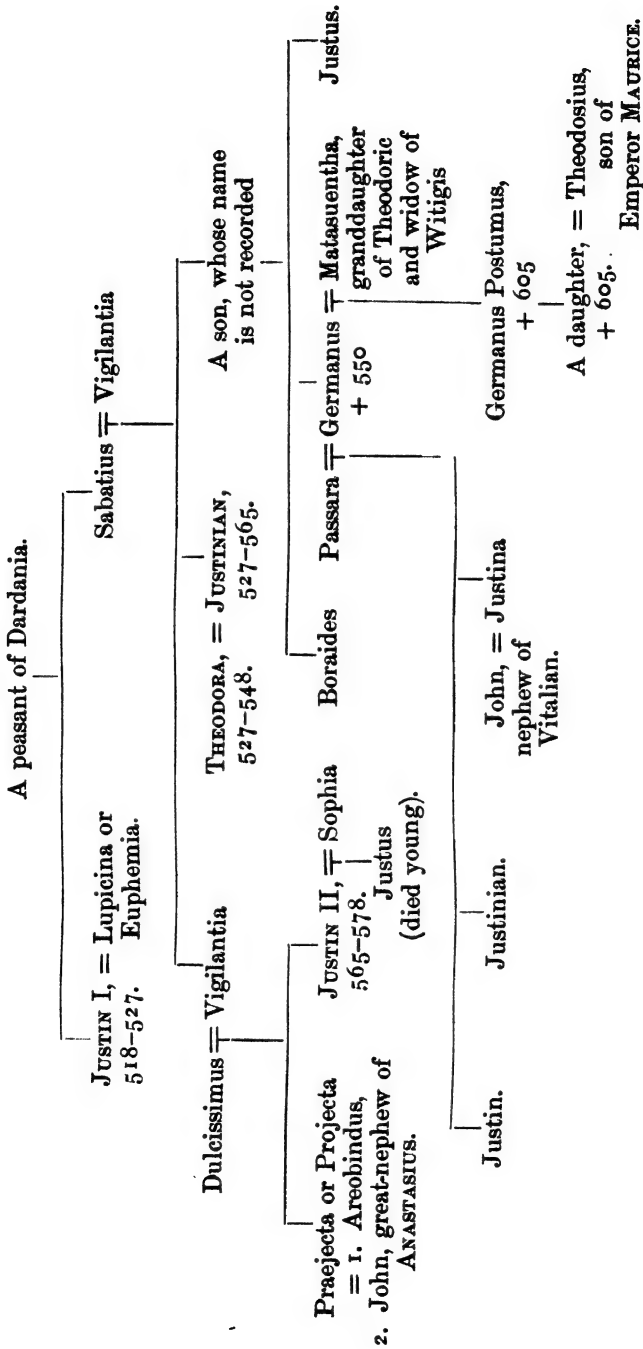 A peasant of Dardania.
JUSTIN I, = Lupicina or
518–527. Euphemia.
Sabatius = Vigilantia
Dulcissimus = Vigilantia
THEODORA, = JUSTINIAN,
527–548. 527–565.
A son, whose name
is not recorded
Praejecta or Projecta
= 1. Areobindus,
2. John, great-nephew of
ANASTASIUS.
JUSTIN II, = Sophia
565–578.
Justus
(died young).
Boraides
Passara = Germanus = Matasuentha,
+ 550 granddaughter
of Theodoric
and widow of
Witigis
Justus.
Justin.
Justinian.
John, = Justina
nephew of
Vitalian.
Germanus Postumus,
+ 605
A daughter, = Theodosius,
+ 605. son of
Emperor MAURICE.